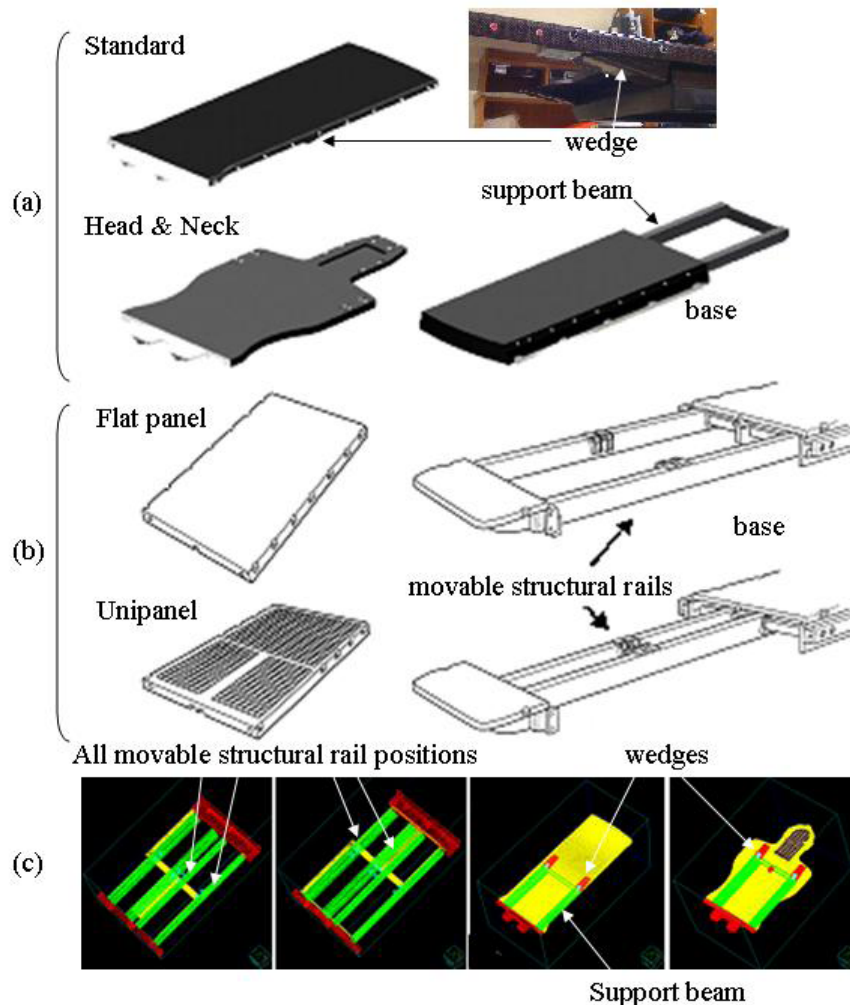 Standard
wedge
(a)
support beam
Head & Neck
base
Flat panel
base
(b)
movable structural rails
Unipanel
All movable structural rail positions
wedges
(c)
Support beam